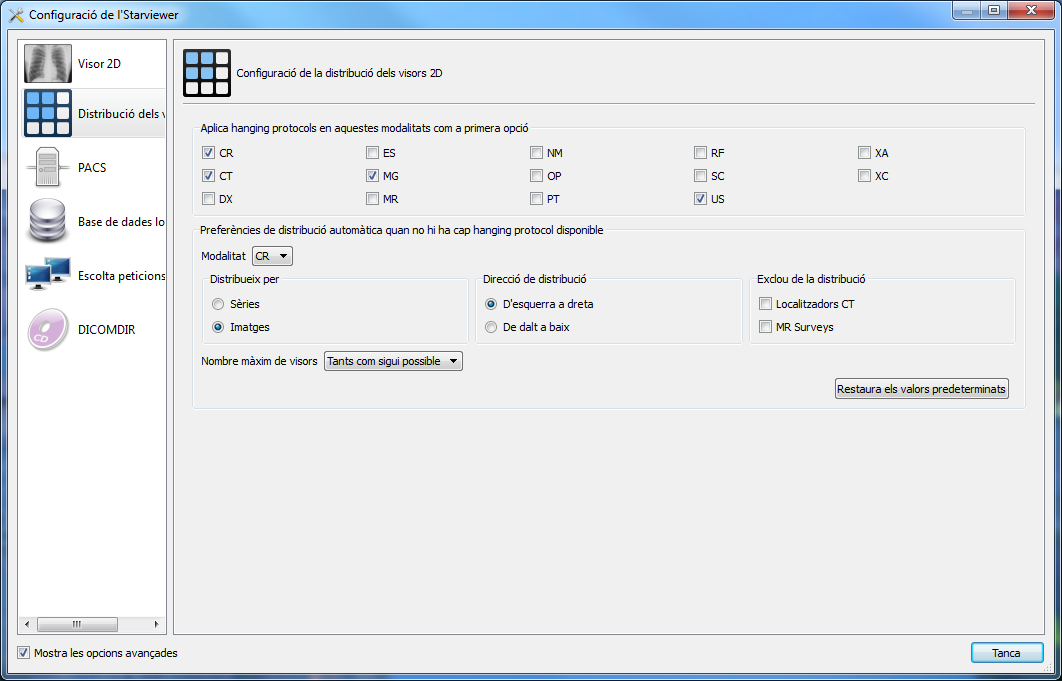 Configuració de l'Starviewer
Visor 2D
Distribució dels v
PACS
Base de dades lo
Escolta peticions
CD
DICOMDIR
Configuració de la distribució dels visors 2D
Aplica hanging protocols en aquestes modalitats com a primera opció
CR ES NM RF XA
CT MG OP SC XC
DX MR PT US
Preferències de distribució automàtica quan no hi ha cap hanging protocol disponible
Modalitat CR
Distribueix per
Sèries
Imatges
Direcció de distribució
D'esquerra a dreta
De dalt a baix
Exclou de la distribució
Localitzadors CT
MR Surveys
Nombre màxim de visors Tants com sigui possible
Restaura els valors predeterminats
Mostra les opcions avançades
Tanca